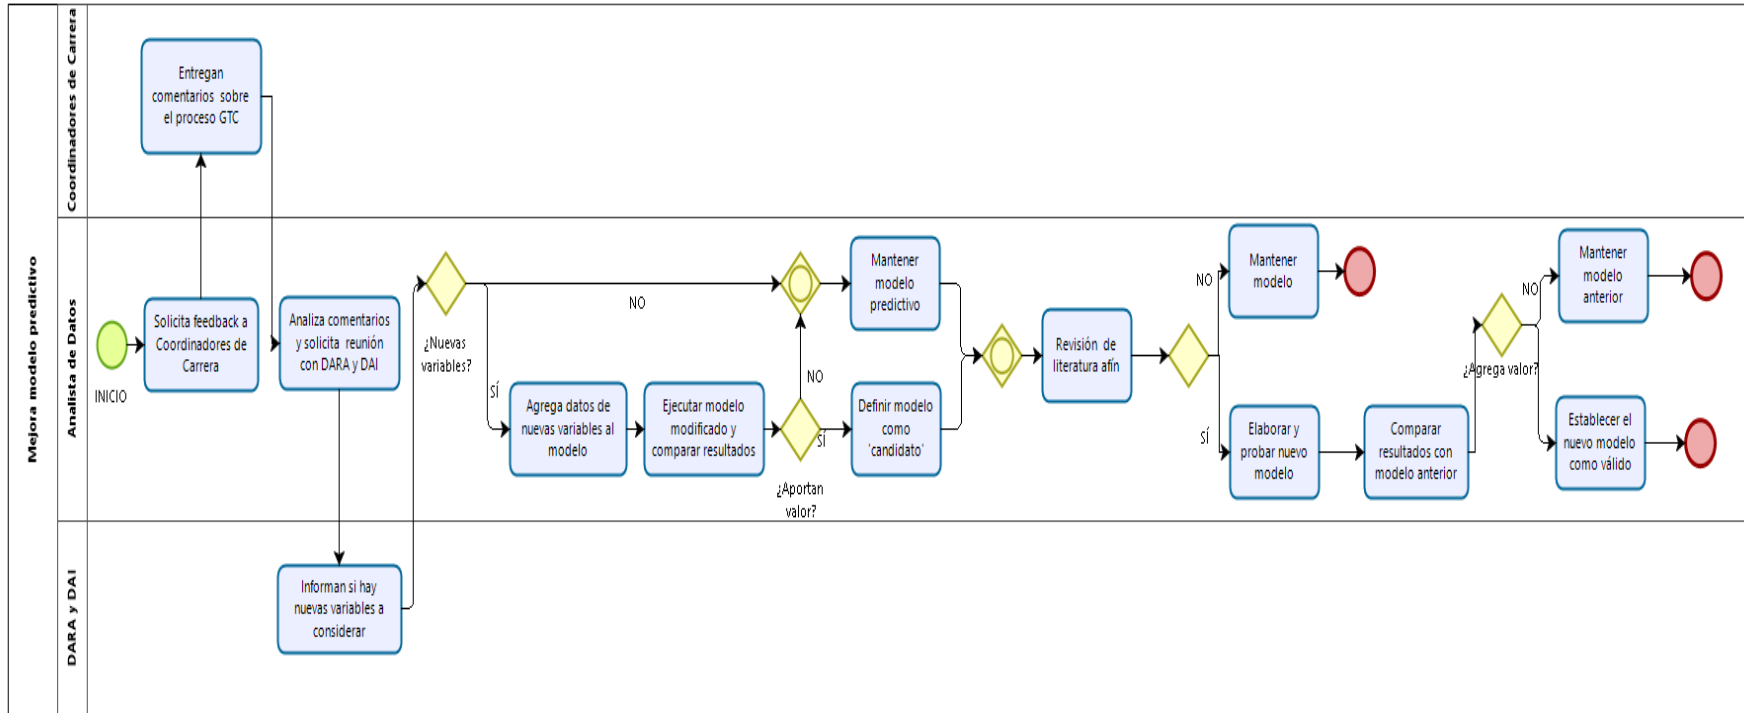 Mejora modelo predictivo
Coordinadores de Carrera
Entregan
comentarios sobre
el proceso GTC
Analista de Datos
INICIO
Solicita feedback a
Coordinadores de
Carrera
Analiza comentarios
y solicita reunión
con DARA y DAI
¿Nuevas
variables?
NO
SÍ
Agrega datos de
nuevas variables al
modelo
Ejecutar modelo
modificado y
comparar resultados
¿Aportan
valor?
NO
SÍ
Mantener
modelo
predictivo
Definir modelo
como
'candidato'
Revisión de
literatura afín
NO
SÍ
Mantener
modelo
Elaborar y
probar nuevo
modelo
Comparar
resultados con
modelo anterior
¿Agrega valor?
NO
Mantener
modelo
anterior
SÍ
Establecer el
nuevo modelo
como válido
DARA y DAI
Informan si hay
nuevas variables a
considerar